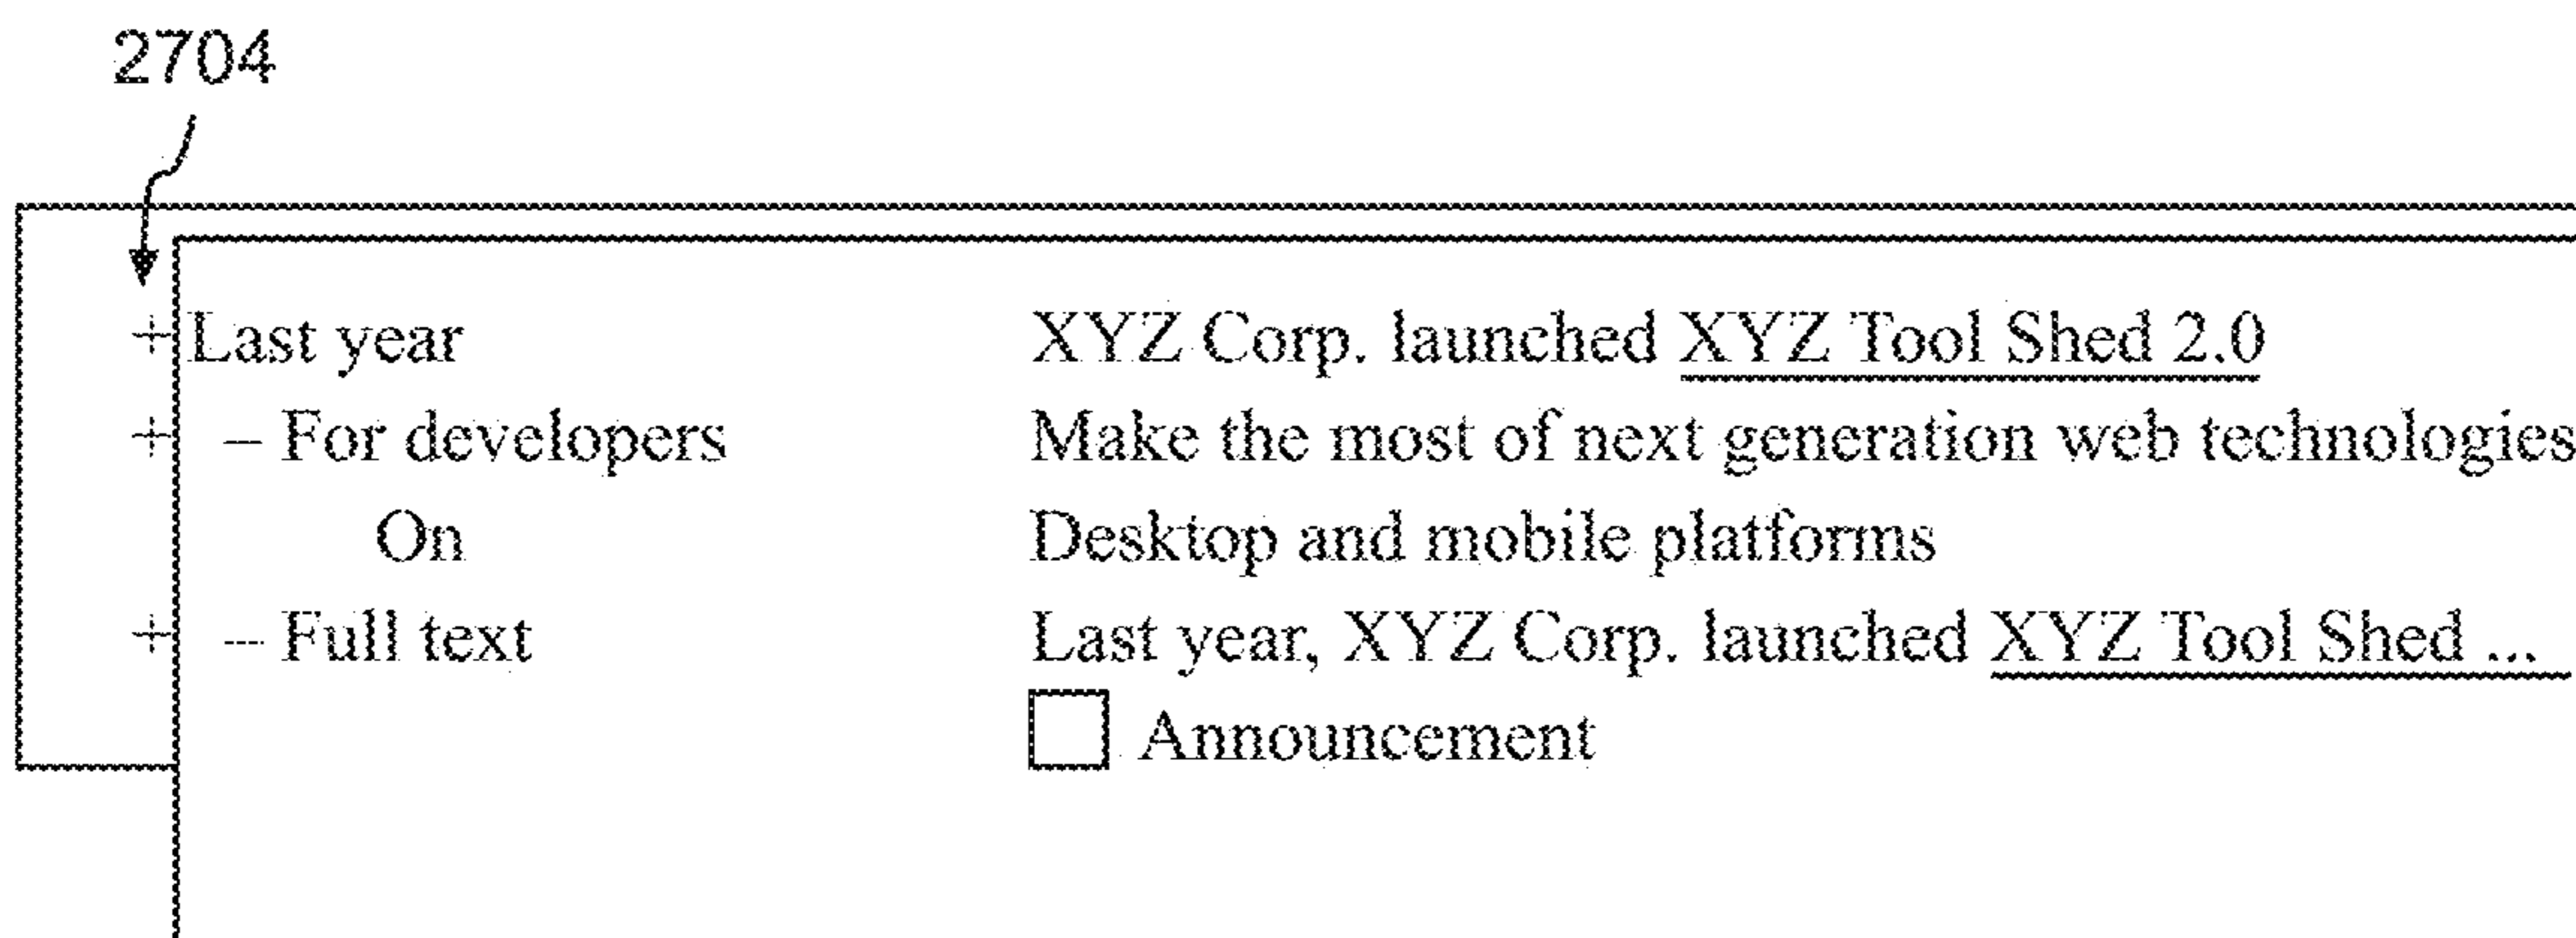 2704
+ Last year XYZ Corp. launched XYZ Tool Shed 2.0
+ – For developers Make the most of next generation web technologies
On Desktop and mobile platforms
+ – Full text Last year, XYZ Corp. launched XYZ Tool Shed ...
Announcement